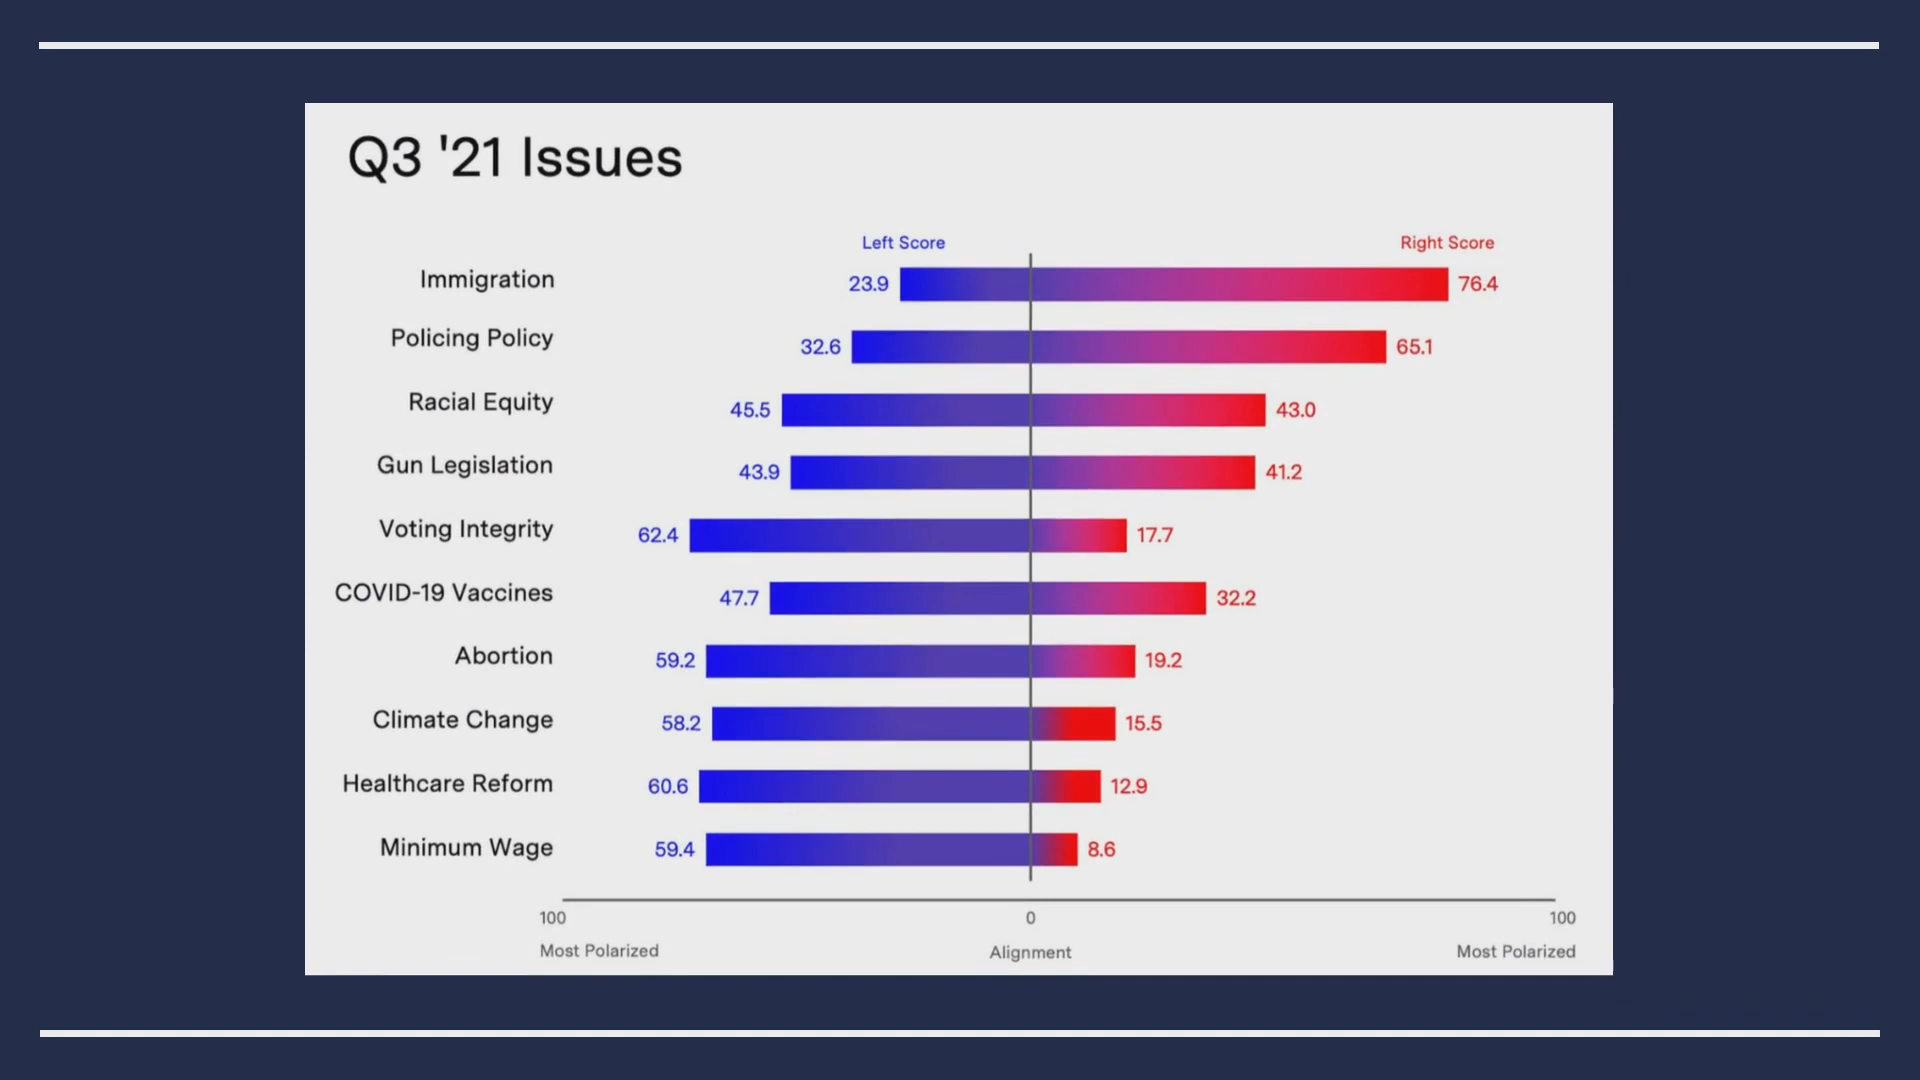 Q3 '21 Issues
Left Score Right Score
Immigration 23.9 76.4
Policing Policy 32.6 65.1
Racial Equity 45.5 43.0
Gun Legislation 43.9 41.2
Voting Integrity 62.4 17.7
COVID-19 Vaccines 47.7 32.2
Abortion 59.2 19.2
Climate Change 58.2 15.5
Healthcare Reform 60.6 12.9
Minimum Wage 59.4 8.6
100 0 100
Most Polarized Alignment Most Polarized